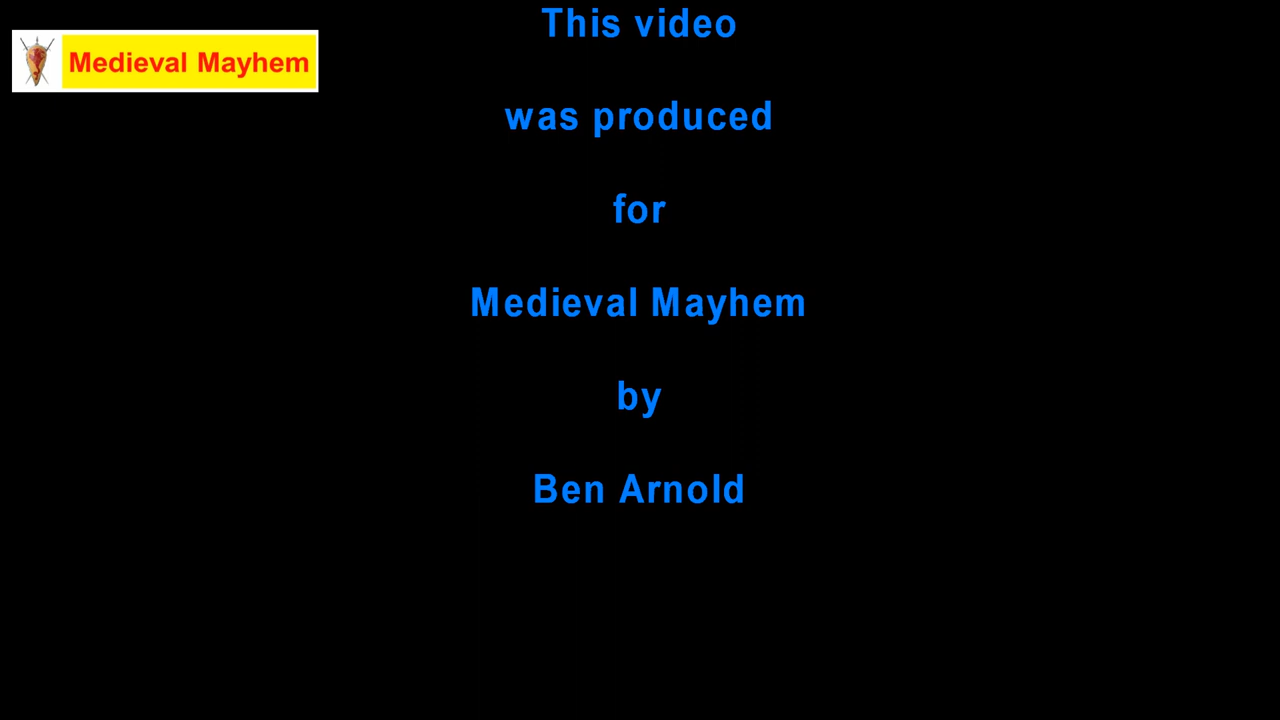 Medieval Mayhem
This video
was produced
for
Medieval Mayhem
by
Ben Arnold